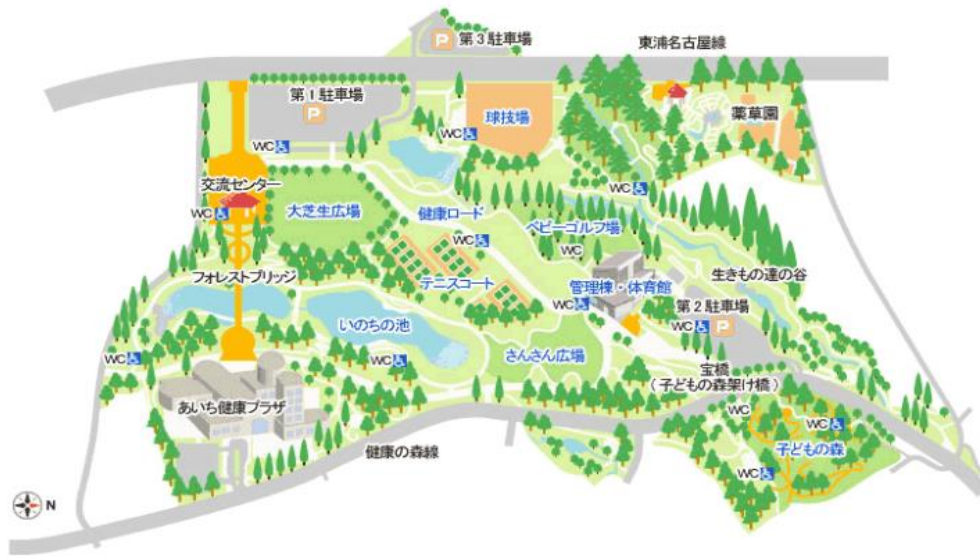 第3駐車場
P
東浦名古屋線
第1駐車場
P
球技場
薬草園
WC
WC
交流センター
WC
WC
大芝生広場
健康ロード
WC
ベビーゴルフ場
WC
フォレストブリッジ
テニスコート
管理棟・体育館
生きもの達の谷
WC
第2駐車場
P
WC
いのちの池
WC
WC
さんさん広場
宝橋
(子どもの森架け橋)
あいち健康プラザ
WC
WC
子どもの森
健康の森線
WC
N